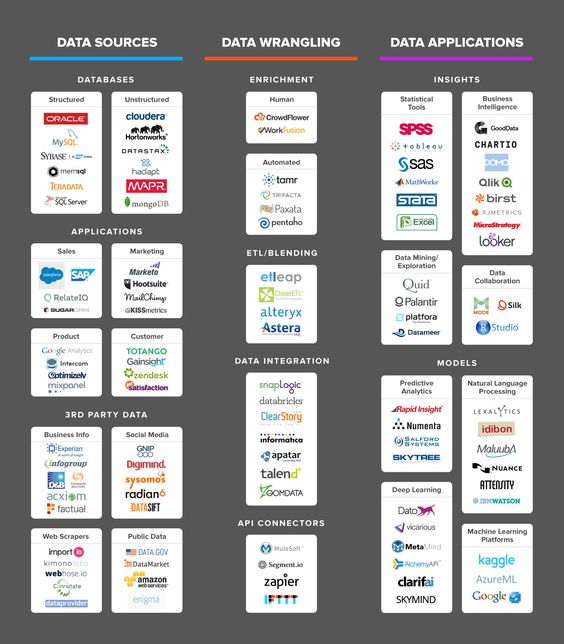 DATA SOURCES
DATABASES
Structured
ORACLE
MySQL
SYBASE
memsql
TERADATA
SQL Server
Unstructured
cloudera
Hortonworks
DATASTAX
hadapt
MAPR
mongoDB
APPLICATIONS
Sales
salesforce
SAP
RelateIQ
SUGARCRM
Marketing
Marketo
Hootsuite
MailChimp
KISSmetrics
Product
Google Analytics
Intercom
Optimizely
mixpanel
Customer
TOTANGO
Gainsight
zendesk
satisfaction
3RD PARTY DATA
Business Info
Experian
infogroup
D&B
THOMSON REUTERS
acxiom
factual.
Social Media
GNIP
Digimind.
sysomos
radian6
DATASIFT
Web Scrapers
import io
kimonolabs
webhose.io
Connotate
dataprovider
Public Data
DATA.GOV
DataMarket
amazon
web services
enigma
DATA WRANGLING
ENRICHMENT
Human
CrowdFlower
WorkFusion
Automated
tamr
TRIFACTA
Paxata.
pentaho
ETL/BLENDING
etleap
CloverETL
alteryx
Astera
DATA INTEGRATION
snapLogic
databricks
ClearStory
informatica
apatar
talend
ZOOMDATA
API CONNECTORS
MuleSoft
Segment.io
zapier
IFTTT
DATA APPLICATIONS
INSIGHTS
Statistical
Tools
SPSS
tableau
sas
MathWorks
STATA
Excel
Business
Intelligence
GoodData
CHARTIO
DOMO
Qlik
birst
RJMETRICS
MicroStrategy
looker
Data Mining/
Exploration
Quid
Palantir
platfora
Datameer
Data
Collaboration
MODE
Silk
R Studio
MODELS
Predictive
Analytics
Rapid Insight
Numenta
SALFORD
SYSTEMS
SKYTREE
Natural Language
Processing
LEXALYTICS
idibon
MaluubA
NUANCE
ATTENSITY
IBMWATSON
Deep Learning
Dato
vicarious
MetaMind
AlchemyAPI
clarifai
SKYMIND
Machine Learning
Platforms
kaggle
AzureML
Google